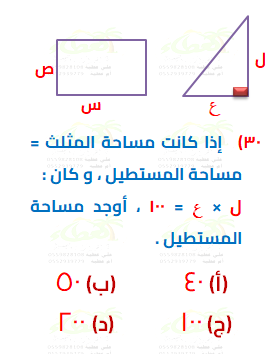 ص
س
ل
ع
٣٠) إذا كانت مساحة المثلث =
مساحة المستطيل ، و كان :
ل × ع = ١٠٠ ، أوجد مساحة
المستطيل .
(أ) ٤٠
(ب) ٥٠
(ج) ١٠٠
(د) ٢٠٠